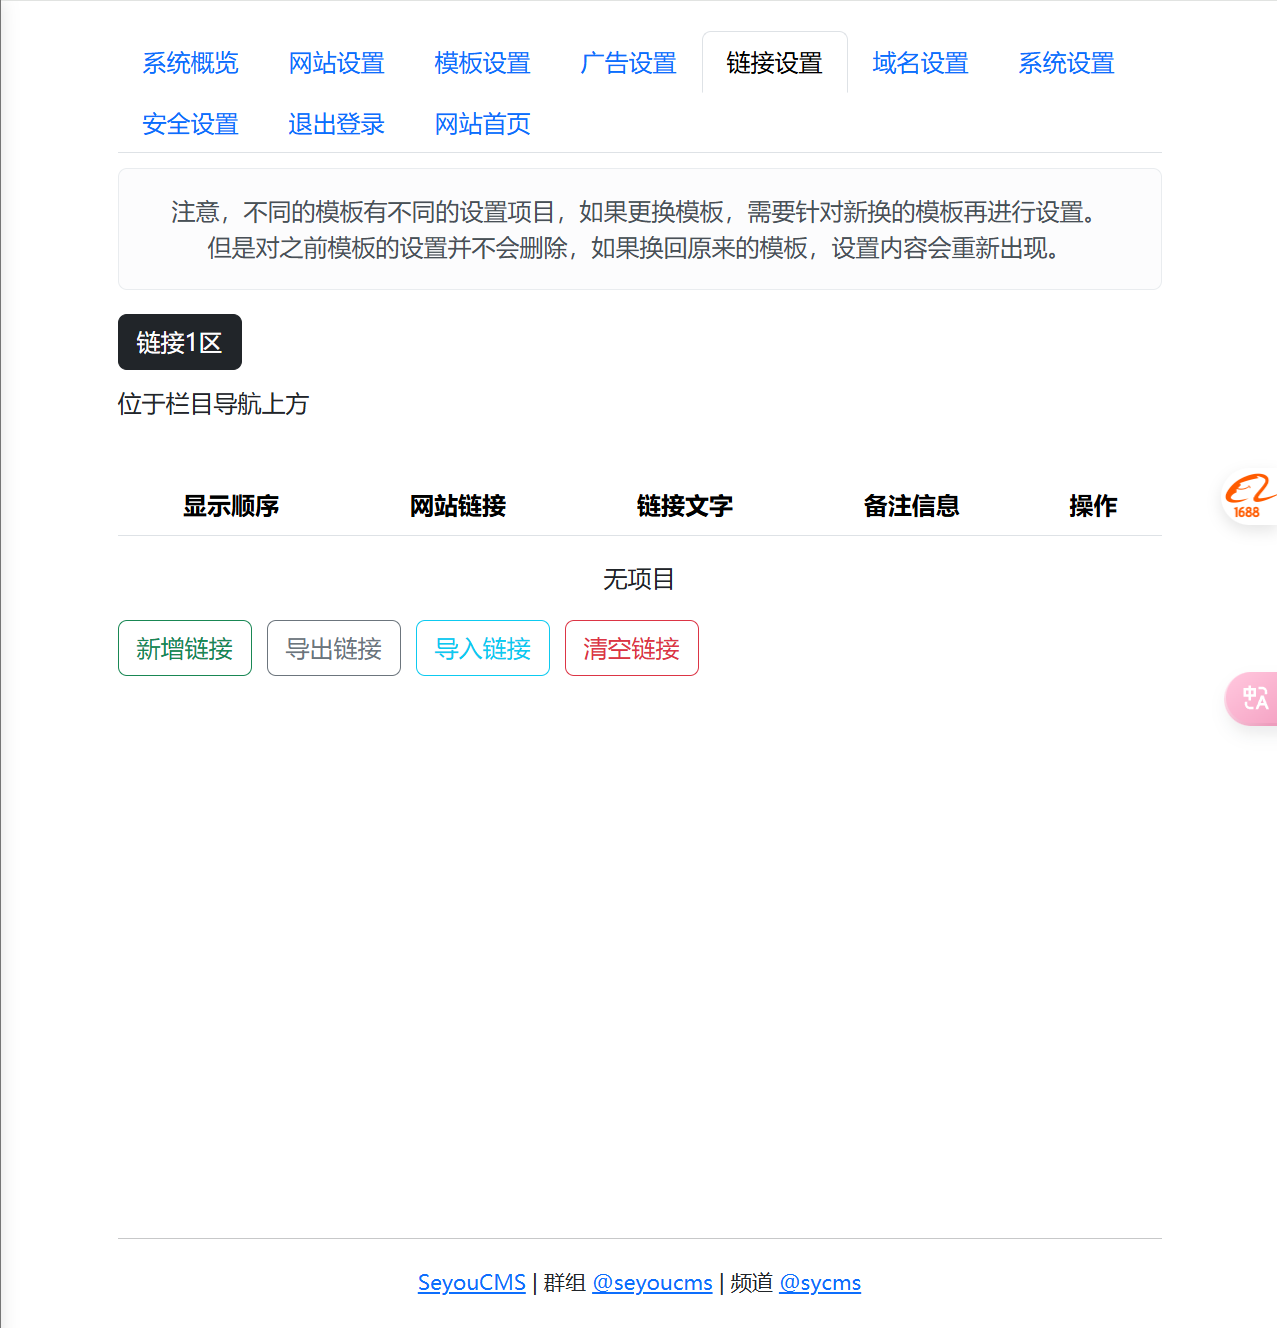 系统概览 网站设置 模板设置 广告设置 链接设置 域名设置 系统设置
安全设置 退出登录 网站首页
注意，不同的模板有不同的设置项目，如果更换模板，需要针对新换的模板再进行设置。
但是对之前模板的设置并不会删除，如果换回原来的模板，设置内容会重新出现。
链接1区
位于栏目导航上方
显示顺序 网站链接 链接文字 备注信息 操作
1688
无项目
新增链接 导出链接 导入链接 清空链接
中A
SeyouCMS | 群组 @seyoucms | 频道 @sycms